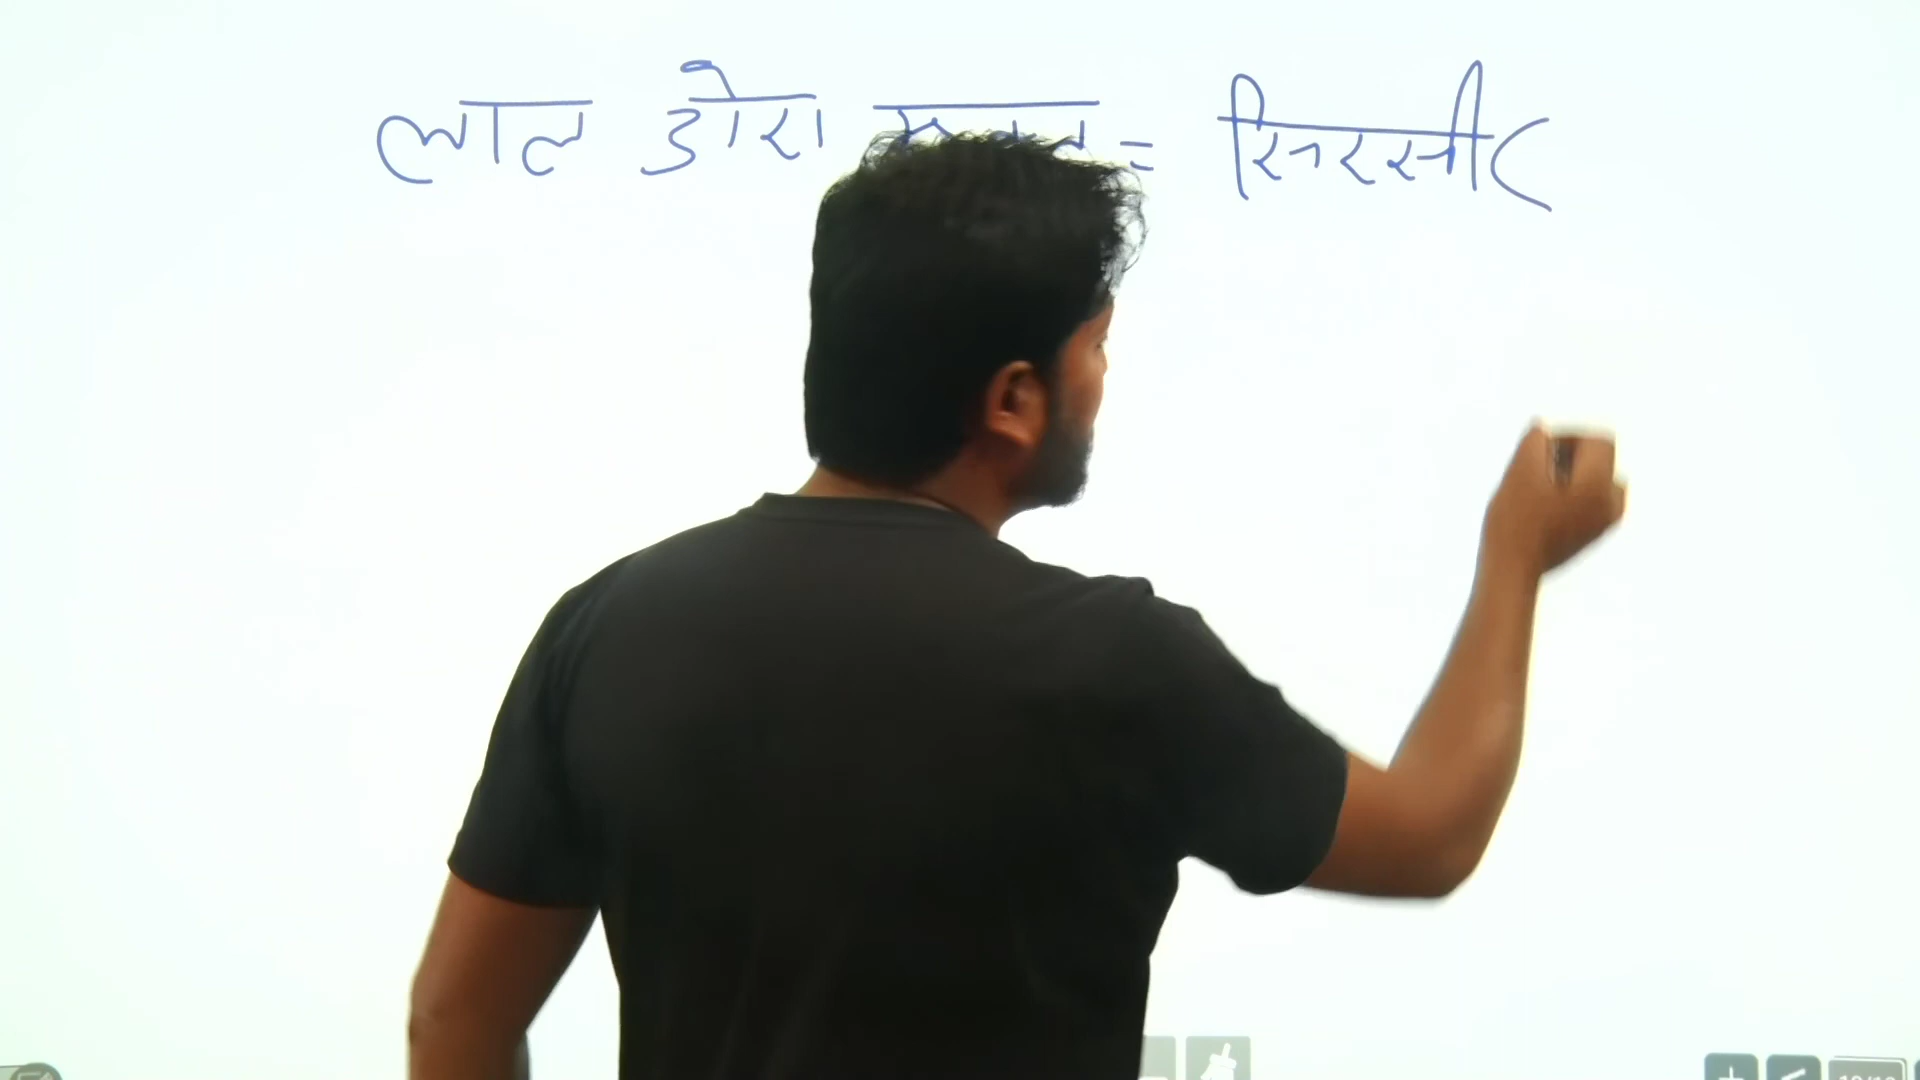 लाल डोरा = सिरसी (